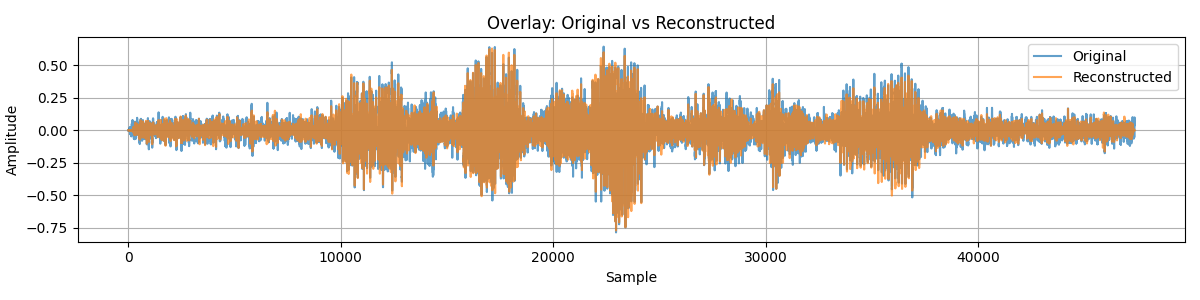 Overlay: Original vs Reconstructed
Original
Reconstructed
Amplitude
0.50
0.25
0.00
−0.25
−0.50
−0.75
0 10000 20000 30000 40000
Sample